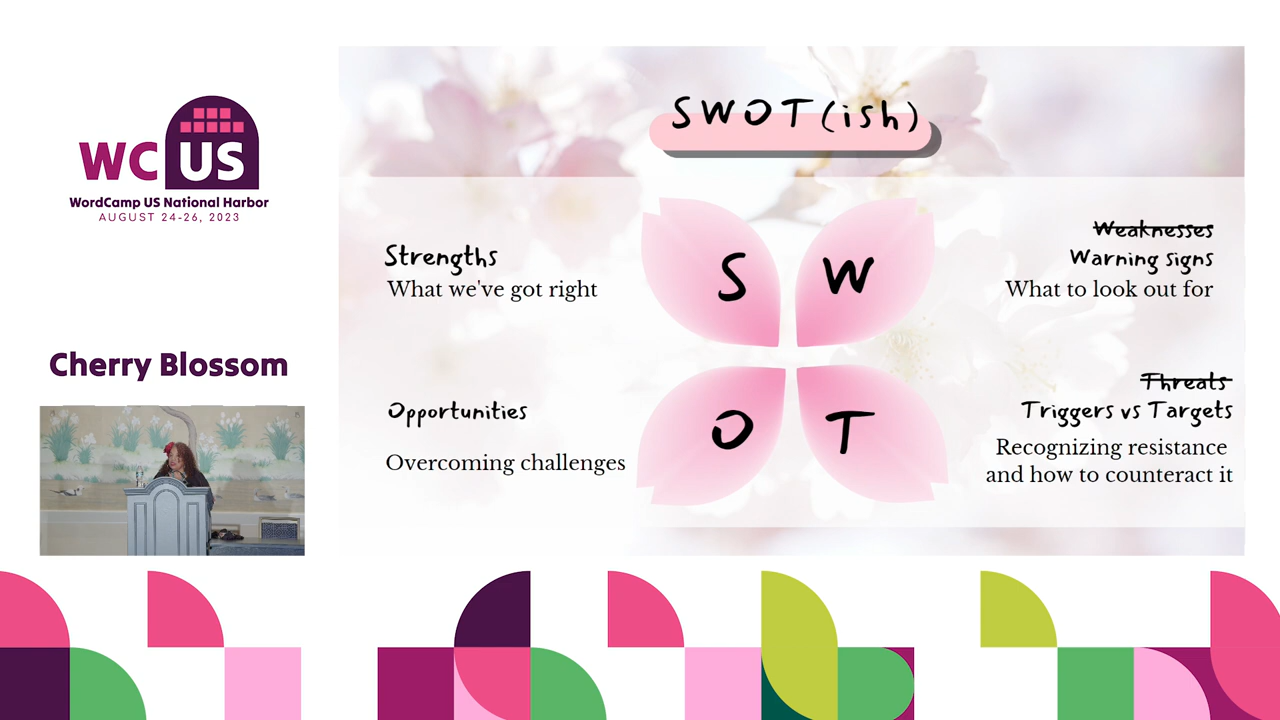 WC US
WordCamp US National Harbor
AUGUST 24-26, 2023
Cherry Blossom
SWOT(ish)
Strengths
What we've got right
S
W
Weaknesses
Warning signs
What to look out for
Opportunities
Overcoming challenges
O
T
Threats
Triggers vs Targets
Recognizing resistance
and how to counteract it